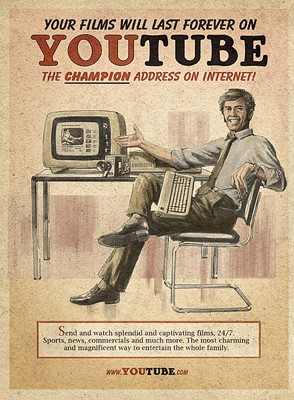 YOUR FILMS WILL LAST FOREVER ON
YOUTUBE
THE CHAMPION ADDRESS ON INTERNET!
Send and watch splendid and captivating films, 24/7.
Sports, news, commercials and much more. The most charming
and magnificent way to entertain the whole family.
WWW.YOUTUBE.COM